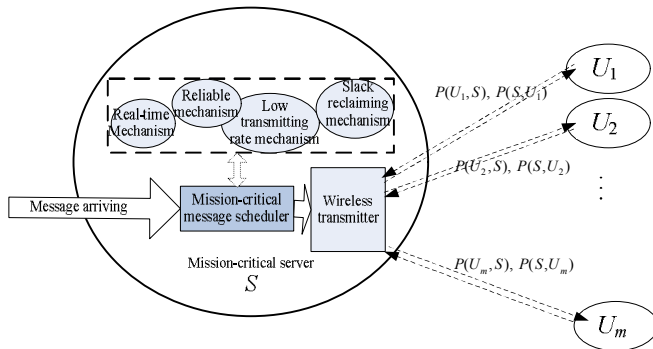 Real-time
Mechanism
Reliable
mechanism
Low
transmitting
rate mechanism
Slack
reclaiming
mechanism
Message arriving
Mission-critical
message scheduler
Wireless
transmitter
Mission-critical server
S
P(U₁,S), P(S,U₁)
P(U₂,S), P(S,U₂)
P(Uₘ,S), P(S,Uₘ)
U₁
U₂
⋮
Uₘ